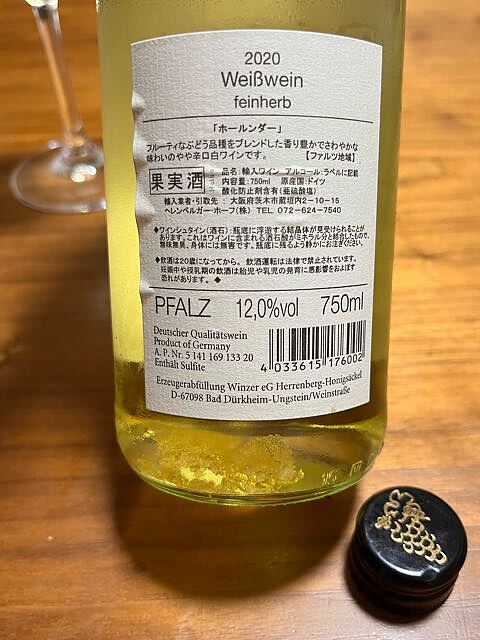 2020
Weißwein
feinherb
「ホールンダー」
フルーティなぶどう品種をブレンドした香り豊かでさわやかな
味わいのやや辛口白ワインです。 【ファルツ地域】
果実酒
品名:輸入ワイン アルコール:ラベルに記載
内容量:750ml 原産国:ドイツ
酸化防止剤含有(亜硫酸塩)
輸入業者・引取先: 大阪府茨木市蔵垣内2-10-15
ヘレンベルガー・ホーフ(株) TEL 072-624-7540
◆ワインシュタイン(酒石): 瓶底に浮遊する結晶体が見受けられることが
あります。これはワインに含まれる酒石酸がミネラル分と結合したもので、
無味無臭、身体には無害です。瓶底に残るよう静かにお注ぎください。
◆飲酒は20歳になってから。飲酒運転は法律で禁止されています。
妊娠中や授乳期の飲酒は胎児や乳児の発育に悪影響をおよぼす
恐れがあります。◆
PFALZ 12,0%vol 750ml
Deutscher Qualitätswein
Product of Germany
A. P. Nr. 5 141 169 133 20
Enthält Sulfite
4 033615 176002
Erzeugerabfüllung Winzer eG Herrenberg-Honigsäckel
D-67098 Bad Dürkheim-Ungstein/Weinstraße